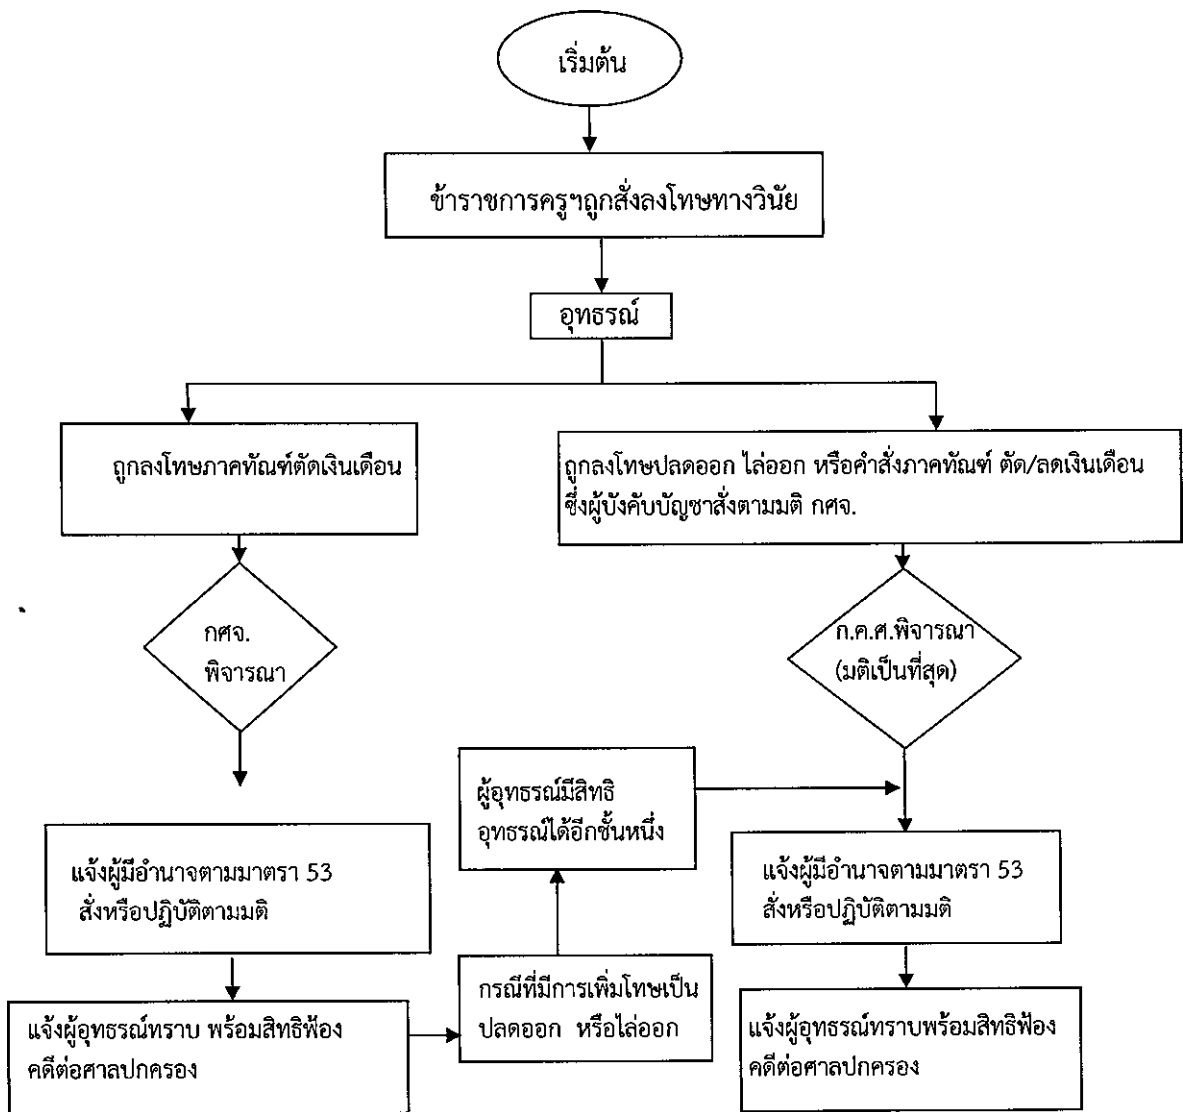 เริ่มต้น
ข้าราชการครูฯถูกสั่งลงโทษทางวินัย
อุทธรณ์
ถูกลงโทษภาคทัณฑ์ตัดเงินเดือน
ถูกลงโทษปลดออก ไล่ออก หรือคำสั่งภาคทัณฑ์ ตัด/ลดเงินเดือน
ซึ่งผู้บังคับบัญชาสั่งตามมติ กศจ.
กศจ.
พิจารณา
ก.ค.ศ.พิจารณา
(มติเป็นที่สุด)
ผู้อุทธรณ์มีสิทธิ
อุทธรณ์ได้อีกชั้นหนึ่ง
แจ้งผู้มีอำนาจตามมาตรา 53
สั่งหรือปฏิบัติตามมติ
แจ้งผู้มีอำนาจตามมาตรา 53
สั่งหรือปฏิบัติตามมติ
กรณีที่มีการเพิ่มโทษเป็น
ปลดออก หรือไล่ออก
แจ้งผู้อุทธรณ์ทราบ พร้อมสิทธิฟ้อง
คดีต่อศาลปกครอง
แจ้งผู้อุทธรณ์ทราบพร้อมสิทธิฟ้อง
คดีต่อศาลปกครอง